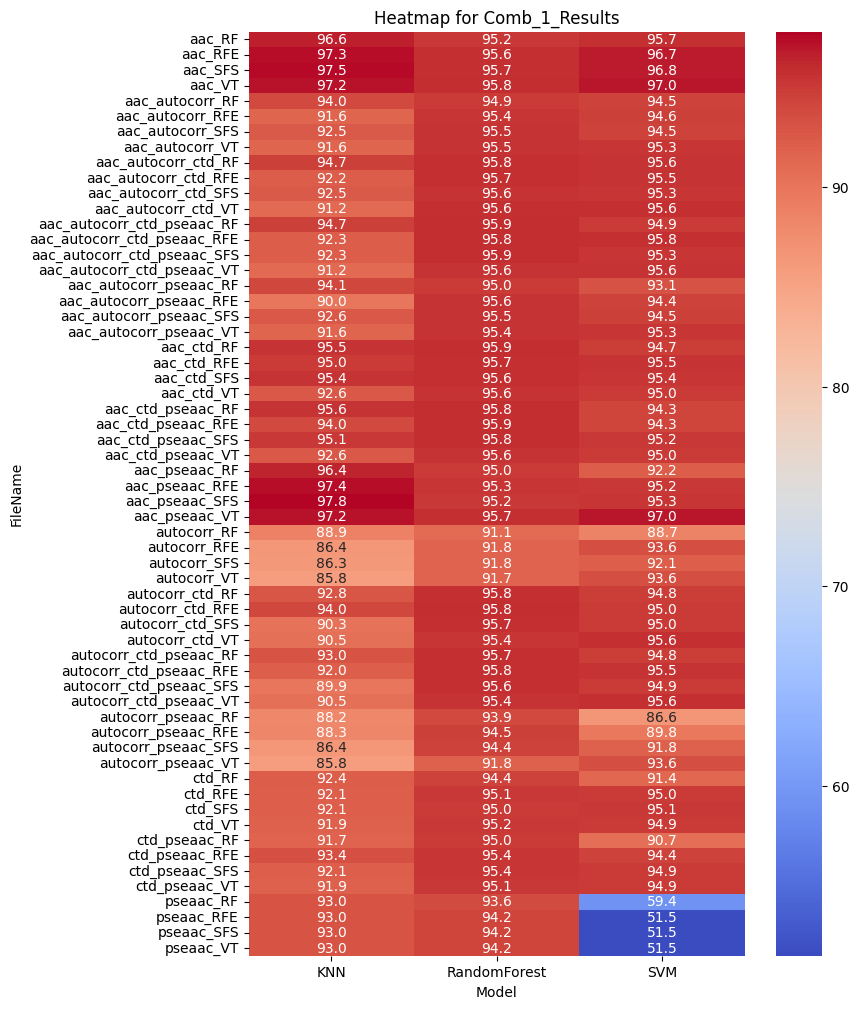 Heatmap for Comb_1_Results
aac_RF 96.6 95.2 95.7
aac_RFE 97.3 95.6 96.7
aac_SFS 97.5 95.7 96.8
aac_VT 97.2 95.8 97.0
aac_autocorr_RF 94.0 94.9 94.5
aac_autocorr_RFE 91.6 95.4 94.6
aac_autocorr_SFS 92.5 95.5 94.5
aac_autocorr_VT 91.6 95.5 95.3
aac_autocorr_ctd_RF 94.7 95.8 95.6
aac_autocorr_ctd_RFE 92.2 95.7 95.5
aac_autocorr_ctd_SFS 92.5 95.6 95.3
aac_autocorr_ctd_VT 91.2 95.6 95.6
aac_autocorr_ctd_pseaac_RF 94.7 95.9 94.9
aac_autocorr_ctd_pseaac_RFE 92.3 95.8 95.8
aac_autocorr_ctd_pseaac_SFS 92.3 95.9 95.3
aac_autocorr_ctd_pseaac_VT 91.2 95.6 95.6
aac_autocorr_pseaac_RF 94.1 95.0 93.1
aac_autocorr_pseaac_RFE 90.0 95.6 94.4
aac_autocorr_pseaac_SFS 92.6 95.5 94.5
aac_autocorr_pseaac_VT 91.6 95.4 95.3
aac_ctd_RF 95.5 95.9 94.7
aac_ctd_RFE 95.0 95.7 95.5
aac_ctd_SFS 95.4 95.6 95.4
aac_ctd_VT 92.6 95.6 95.0
aac_ctd_pseaac_RF 95.6 95.8 94.3
aac_ctd_pseaac_RFE 94.0 95.9 94.3
aac_ctd_pseaac_SFS 95.1 95.8 95.2
aac_ctd_pseaac_VT 92.6 95.6 95.0
aac_pseaac_RF 96.4 95.0 92.2
aac_pseaac_RFE 97.4 95.3 95.2
aac_pseaac_SFS 97.8 95.2 95.3
aac_pseaac_VT 97.2 95.7 97.0
autocorr_RF 88.9 91.1 88.7
autocorr_RFE 86.4 91.8 93.6
autocorr_SFS 86.3 91.8 92.1
autocorr_VT 85.8 91.7 93.6
autocorr_ctd_RF 92.8 95.8 94.8
autocorr_ctd_RFE 94.0 95.8 95.0
autocorr_ctd_SFS 90.3 95.7 95.0
autocorr_ctd_VT 90.5 95.4 95.6
autocorr_ctd_pseaac_RF 93.0 95.7 94.8
autocorr_ctd_pseaac_RFE 92.0 95.8 95.5
autocorr_ctd_pseaac_SFS 89.9 95.6 94.9
autocorr_ctd_pseaac_VT 90.5 95.4 95.6
autocorr_pseaac_RF 88.2 93.9 86.6
autocorr_pseaac_RFE 88.3 94.5 89.8
autocorr_pseaac_SFS 86.4 94.4 91.8
autocorr_pseaac_VT 85.8 91.8 93.6
ctd_RF 92.4 94.4 91.4
ctd_RFE 92.1 95.1 95.0
ctd_SFS 92.1 95.0 95.1
ctd_VT 91.9 95.2 94.9
ctd_pseaac_RF 91.7 95.0 90.7
ctd_pseaac_RFE 93.4 95.4 94.4
ctd_pseaac_SFS 92.1 95.4 94.9
ctd_pseaac_VT 91.9 95.1 94.9
pseaac_RF 93.0 93.6 59.4
pseaac_RFE 93.0 94.2 51.5
pseaac_SFS 93.0 94.2 51.5
pseaac_VT 93.0 94.2 51.5
KNN RandomForest SVM
Model
FileName
90
80
70
60